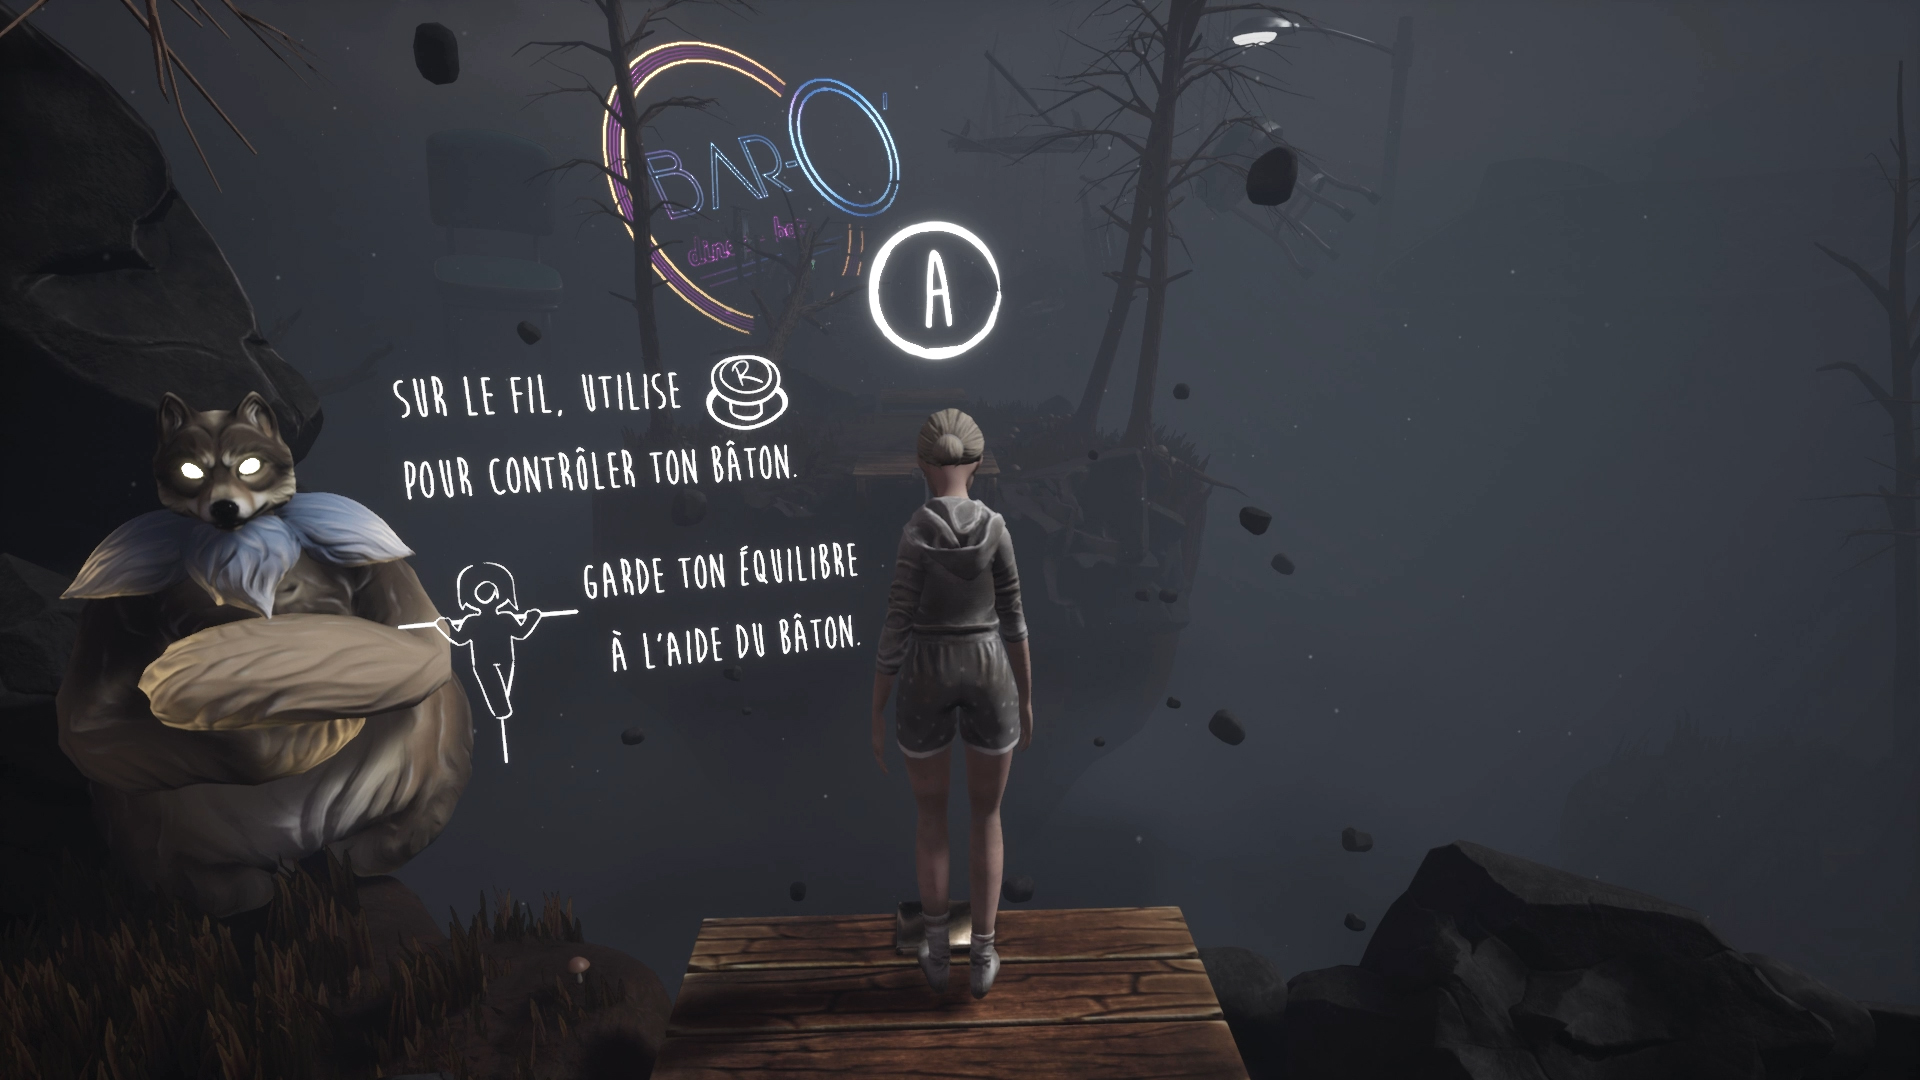 BAR-O'
A
SUR LE FIL, UTILISE R
POUR CONTRÔLER TON BÂTON.
GARDE TON ÉQUILIBRE
À L'AIDE DU BÂTON.